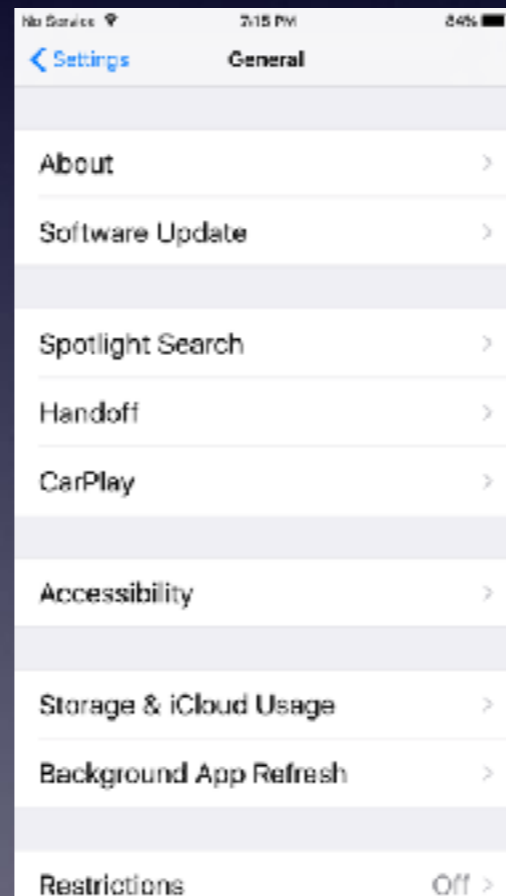 No Service 7:15 PM 84%
Settings General
About
Software Update
Spotlight Search
Handoff
CarPlay
Accessibility
Storage & iCloud Usage
Background App Refresh
Restrictions Off